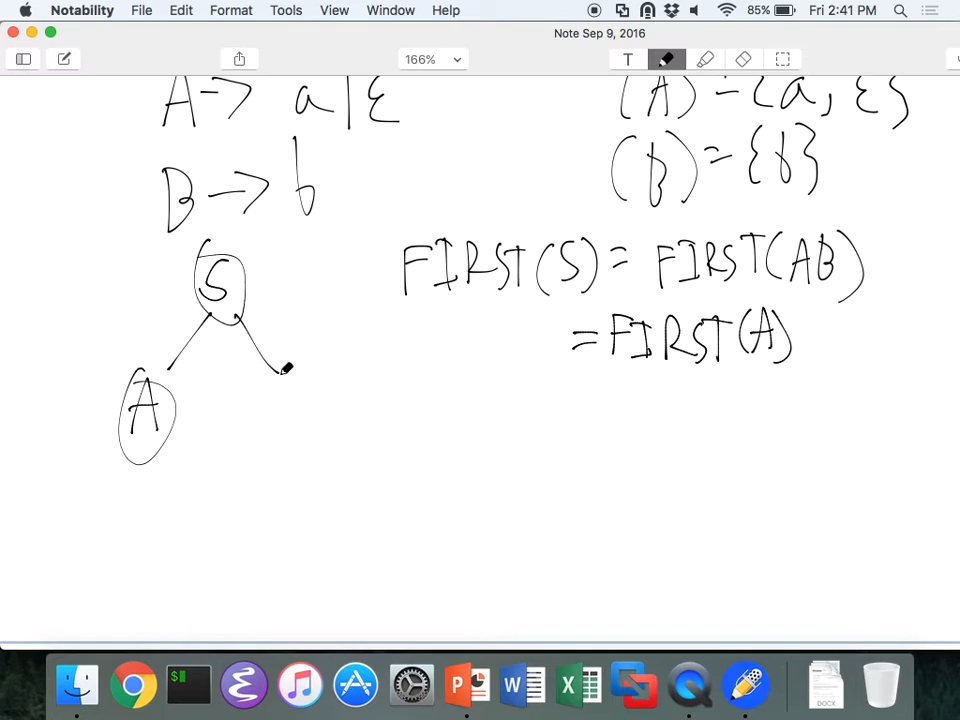 Notability File Edit Format Tools View Window Help 85% Fri 2:41 PM
Note Sep 9, 2016
166% T
A → a | ε
(A) = {a, ε}
B → b
(B) = {b}
S
FIRST(S) = FIRST(AB)
= FIRST(A)
A
$
P W X
DOCX